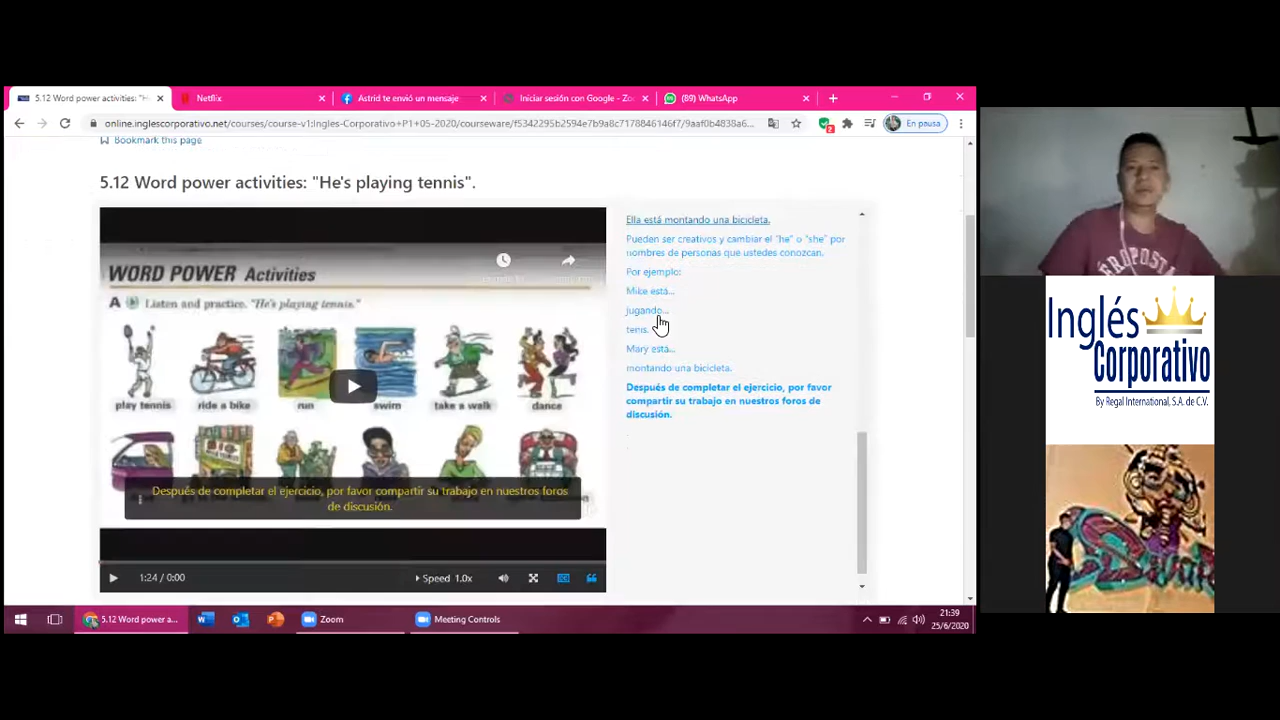 5.12 Word power activities: "He
Netflix
Astrid te envió un mensaje
Iniciar sesión con Google - Zoo
(89) WhatsApp
online.inglescorporativo.net/courses/course-v1:Ingles-Corporativo+P1+05-2020/courseware/f5342295b2594e7b9a8c7178846146f7/9aaf0b4838a6...
En pausa
Bookmark this page
5.12 Word power activities: "He's playing tennis".
WORD POWER Activities
A Listen and practice. "He's playing tennis."
play tennis ride a bike run swim take a walk dance
Después de completar el ejercicio, por favor compartir su trabajo en nuestros foros
de discusión.
1:24 / 0:00
Speed 1.0x
Ella está montando una bicicleta.
Pueden ser creativos y cambiar el "he" o "she" por
nombres de personas que ustedes conozcan.
Por ejemplo:
Mike está...
jugando...
tenis.
Mary está...
montando una bicicleta.
Después de completar el ejercicio, por favor
compartir su trabajo en nuestros foros de
discusión.
5.12 Word power a...
Zoom
Meeting Controls
21:39
25/6/2020
Inglés
Corporativo
By Regal International, S.A. de C.V.